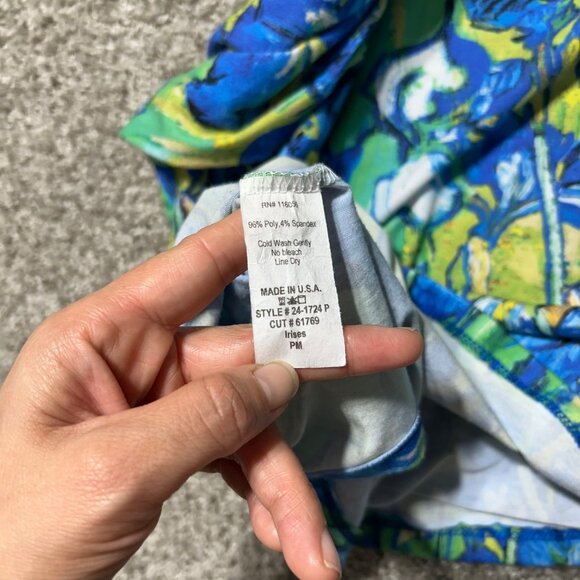 RN# 116056
96% Poly,4% Spandex
Cold Wash Gently
No bleach
Line Dry
MADE IN U.S.A.
STYLE # 24-1724 P
CUT # 61769
Irises
PM